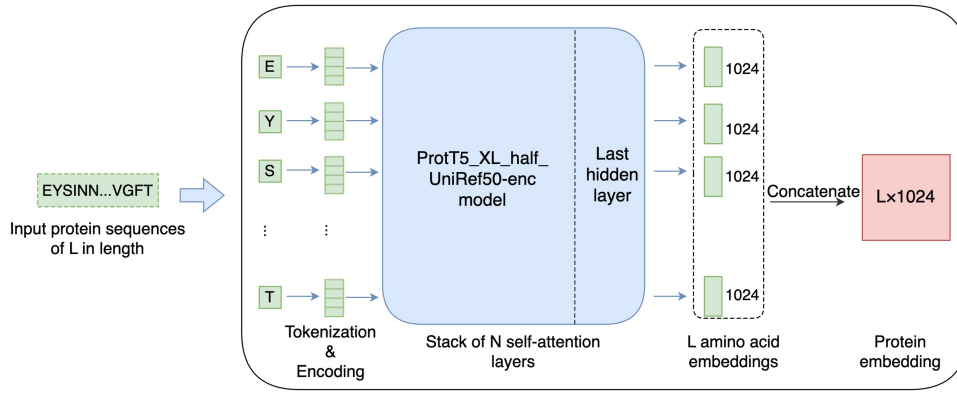 EYSINN...VGFT
Input protein sequences
of L in length
E
Y
S
...
T
...
Tokenization
&
Encoding
ProtT5_XL_half_
UniRef50-enc
model
Last
hidden
layer
Stack of N self-attention
layers
1024
1024
1024
...
1024
L amino acid
embeddings
Concatenate
L×1024
Protein
embedding